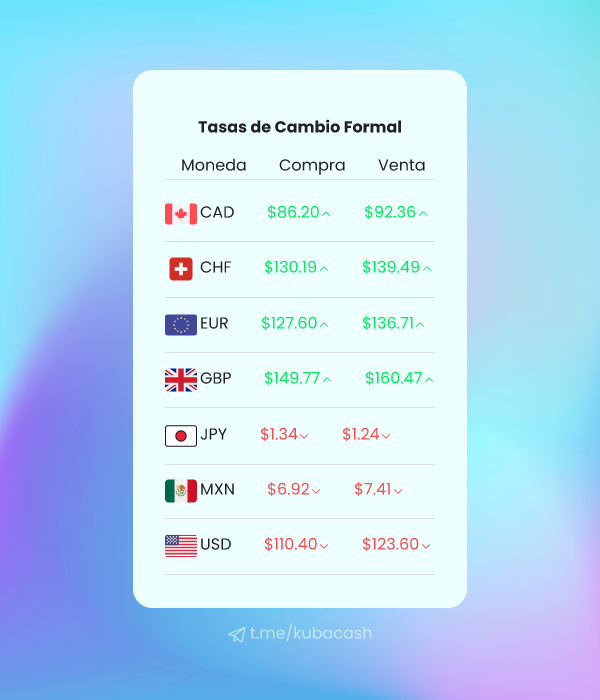 Tasas de Cambio Formal
Moneda Compra Venta
CAD $86.20 $92.36
CHF $130.19 $139.49
EUR $127.60 $136.71
GBP $149.77 $160.47
JPY $1.34 $1.24
MXN $6.92 $7.41
USD $110.40 $123.60
t.me/kubacash